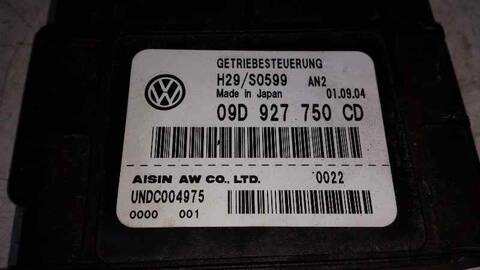 GETRIEBESTEUERUNG
H29/S0599 AN2
Made In Japan 01.09.04
09D 927 750 CD
AISIN AW CO., LTD. 0022
UNDC004975
0000 001